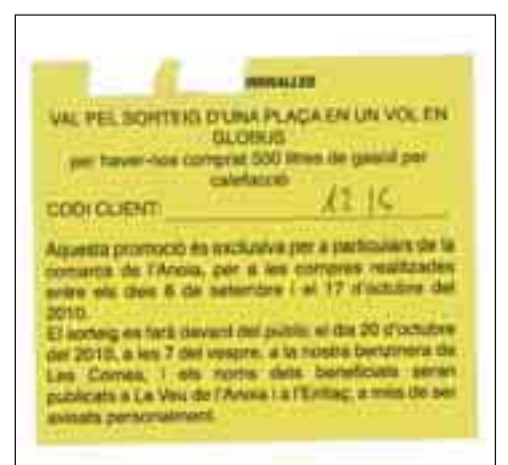 VAL PEL SORTEIG D'UNA PLAÇA EN UN VOL EN
GLOBUS
per haver-nos comprat 500 litres de gasoil per
calefacció
CODI CLIENT:
Aquesta promoció és exclusiva per a particulars de la
comarca de l'Anoia, per a les compres realitzades
entre els dies 6 de setembre i el 17 d'octubre del
2010.
El sorteig es farà davant del públic el dia 20 d'octubre
del 2010, a les 7 del vespre, a la nostra benzinera de
Les Comes, i els noms dels beneficiats seran
publicats a La Veu de l'Anoia i a l'Enllaç, a més de ser
avisats personalment.